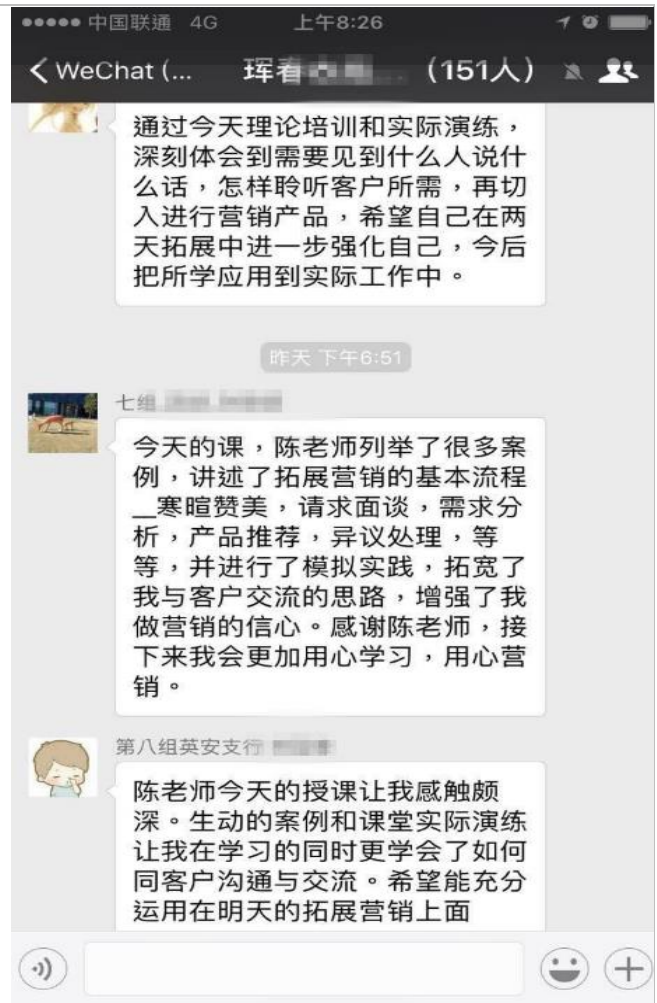 中国联通 4G 上午8:26
WeChat (... 珲春 ... (151人)
通过今天理论培训和实际演练，
深刻体会到需要见到什么人说什
么话，怎样聆听客户所需，再切
入进行营销产品，希望自己在两
天拓展中进一步强化自己，今后
把所学应用到实际工作中。
昨天 下午6:51
七组
今天的课，陈老师列举了很多案
例，讲述了拓展营销的基本流程
__寒暄赞美，请求面谈，需求分
析，产品推荐，异议处理，等
等，并进行了模拟实践，拓宽了
我与客户交流的思路，增强了我
做营销的信心。感谢陈老师，接
下来我会更加用心学习，用心营
销。
第八组英安支行
陈老师今天的授课让我感触颇
深。生动的案例和课堂实际演练
让我在学习的同时更学会了如何
同客户沟通与交流。希望能充分
运用在明天的拓展营销上面